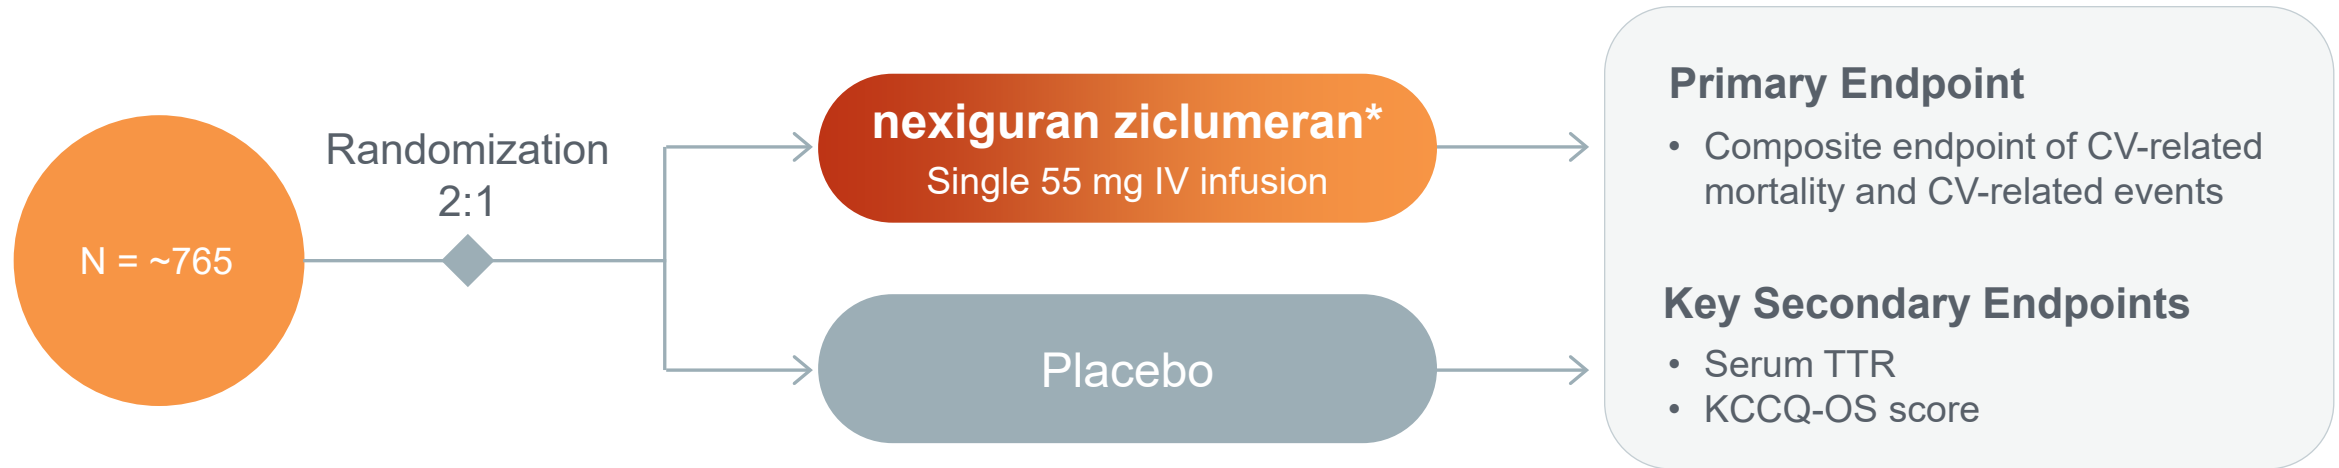 N = ~765
Randomization
2:1
nexiguran ziclumeran*
Single 55 mg IV infusion
Placebo
Primary Endpoint
• Composite endpoint of CV-related
mortality and CV-related events
Key Secondary Endpoints
• Serum TTR
• KCCQ-OS score